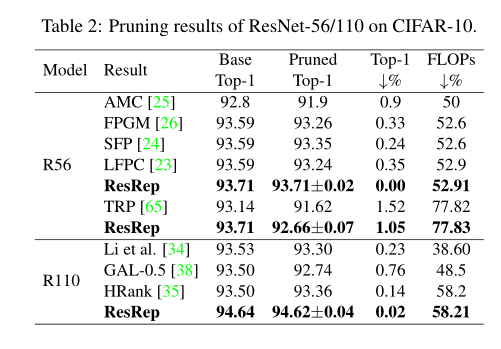 Table 2: Pruning results of ResNet-56/110 on CIFAR-10.
Model Result Base Top-1 Pruned Top-1 Top-1 ↓% FLOPs ↓%
R56
AMC [25] 92.8 91.9 0.9 50
FPGM [26] 93.59 93.26 0.33 52.6
SFP [24] 93.59 93.35 0.24 52.6
LFPC [23] 93.59 93.24 0.35 52.9
ResRep 93.71 93.71±0.02 0.00 52.91
TRP [65] 93.14 91.62 1.52 77.82
ResRep 93.71 92.66±0.07 1.05 77.83
R110
Li et al. [34] 93.53 93.30 0.23 38.60
GAL-0.5 [38] 93.50 92.74 0.76 48.5
HRank [35] 93.50 93.36 0.14 58.2
ResRep 94.64 94.62±0.04 0.02 58.21